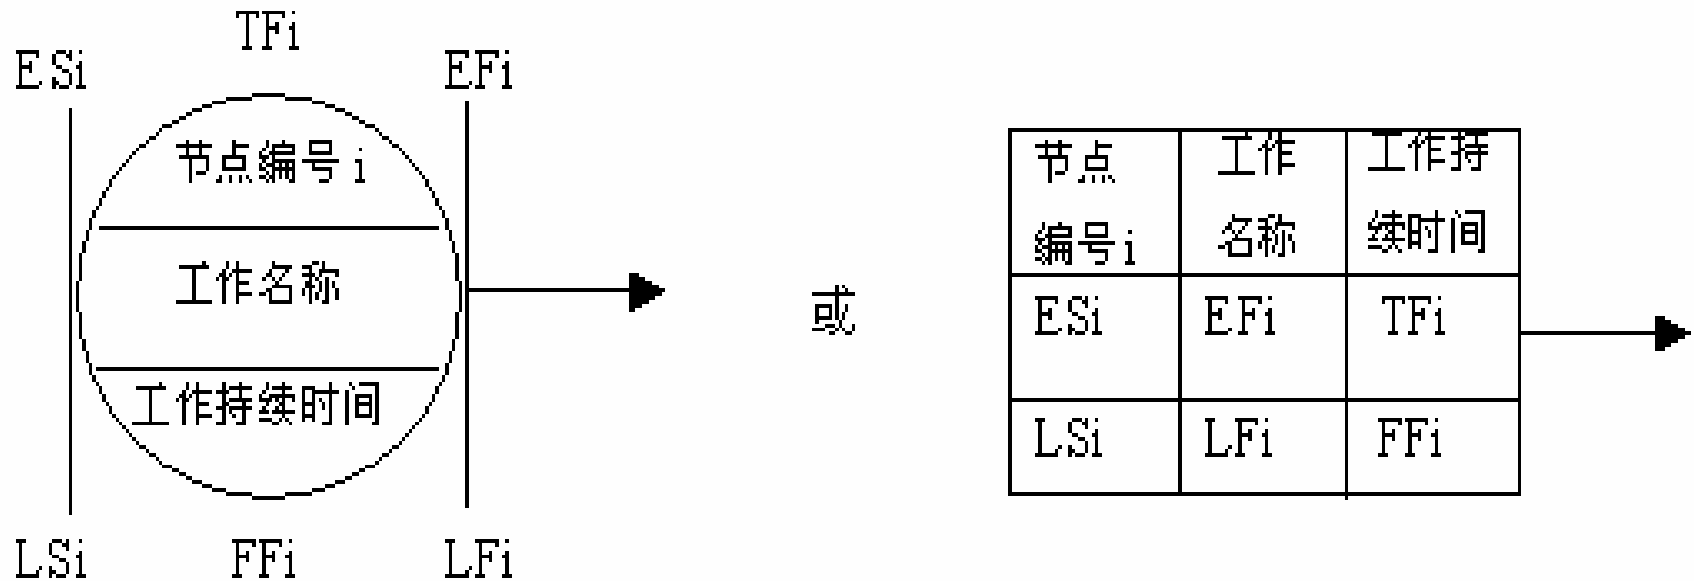 TFi
ESi
EFi
节点编号i
工作名称
工作持续时间
LSi
FFi
LFi
或
节点
编号i
工作
名称
工作持
续时间
ESi
EFi
TFi
LSi
LFi
FFi